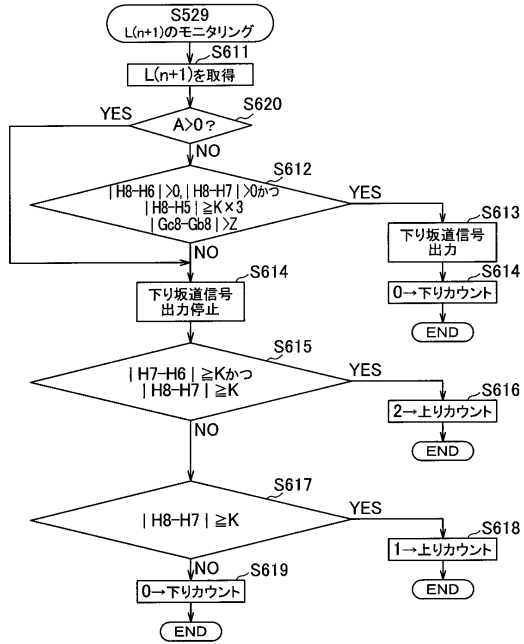 S529
L(n+1)のモニタリング
S611
L(n+1)を取得
S620
YES
A>0?
NO
S612
|H8-H6|>0,|H8-H7|>0かつ
|H8-H5|≧K×3
|Gc8-Gb8|>Z
YES
S613
下り坂道信号
出力
S614
0→下りカウント
END
NO
S614
下り坂道信号
出力停止
S615
|H7-H6|≧Kかつ
|H8-H7|≧K
YES
S616
2→上りカウント
END
NO
S617
|H8-H7|≧K
YES
S618
1→上りカウント
END
NO
S619
0→下りカウント
END